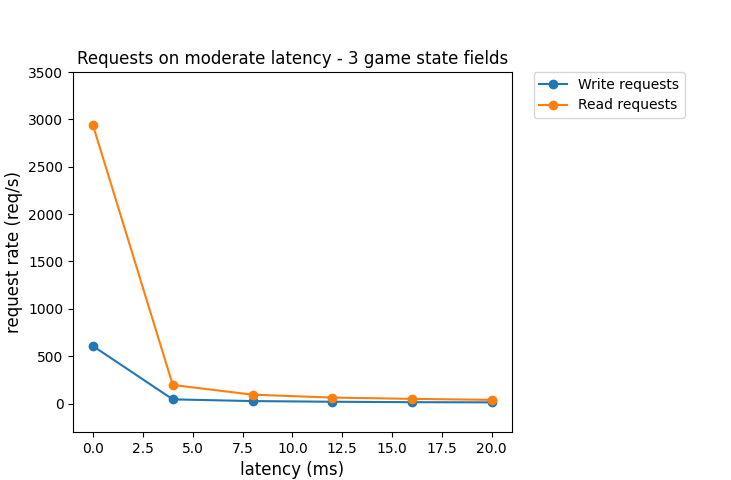 Requests on moderate latency - 3 game state fields
Write requests
Read requests
request rate (req/s)
3500
3000
2500
2000
1500
1000
500
0
0.0 2.5 5.0 7.5 10.0 12.5 15.0 17.5 20.0
latency (ms)